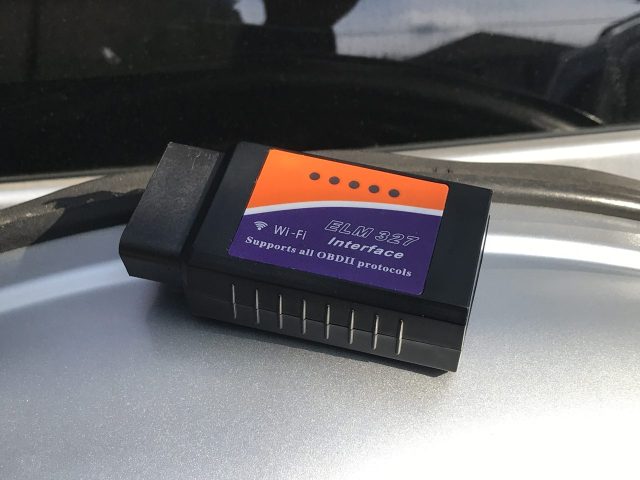 Wi-Fi
ELM 327
Interface
Supports all OBDII protocols